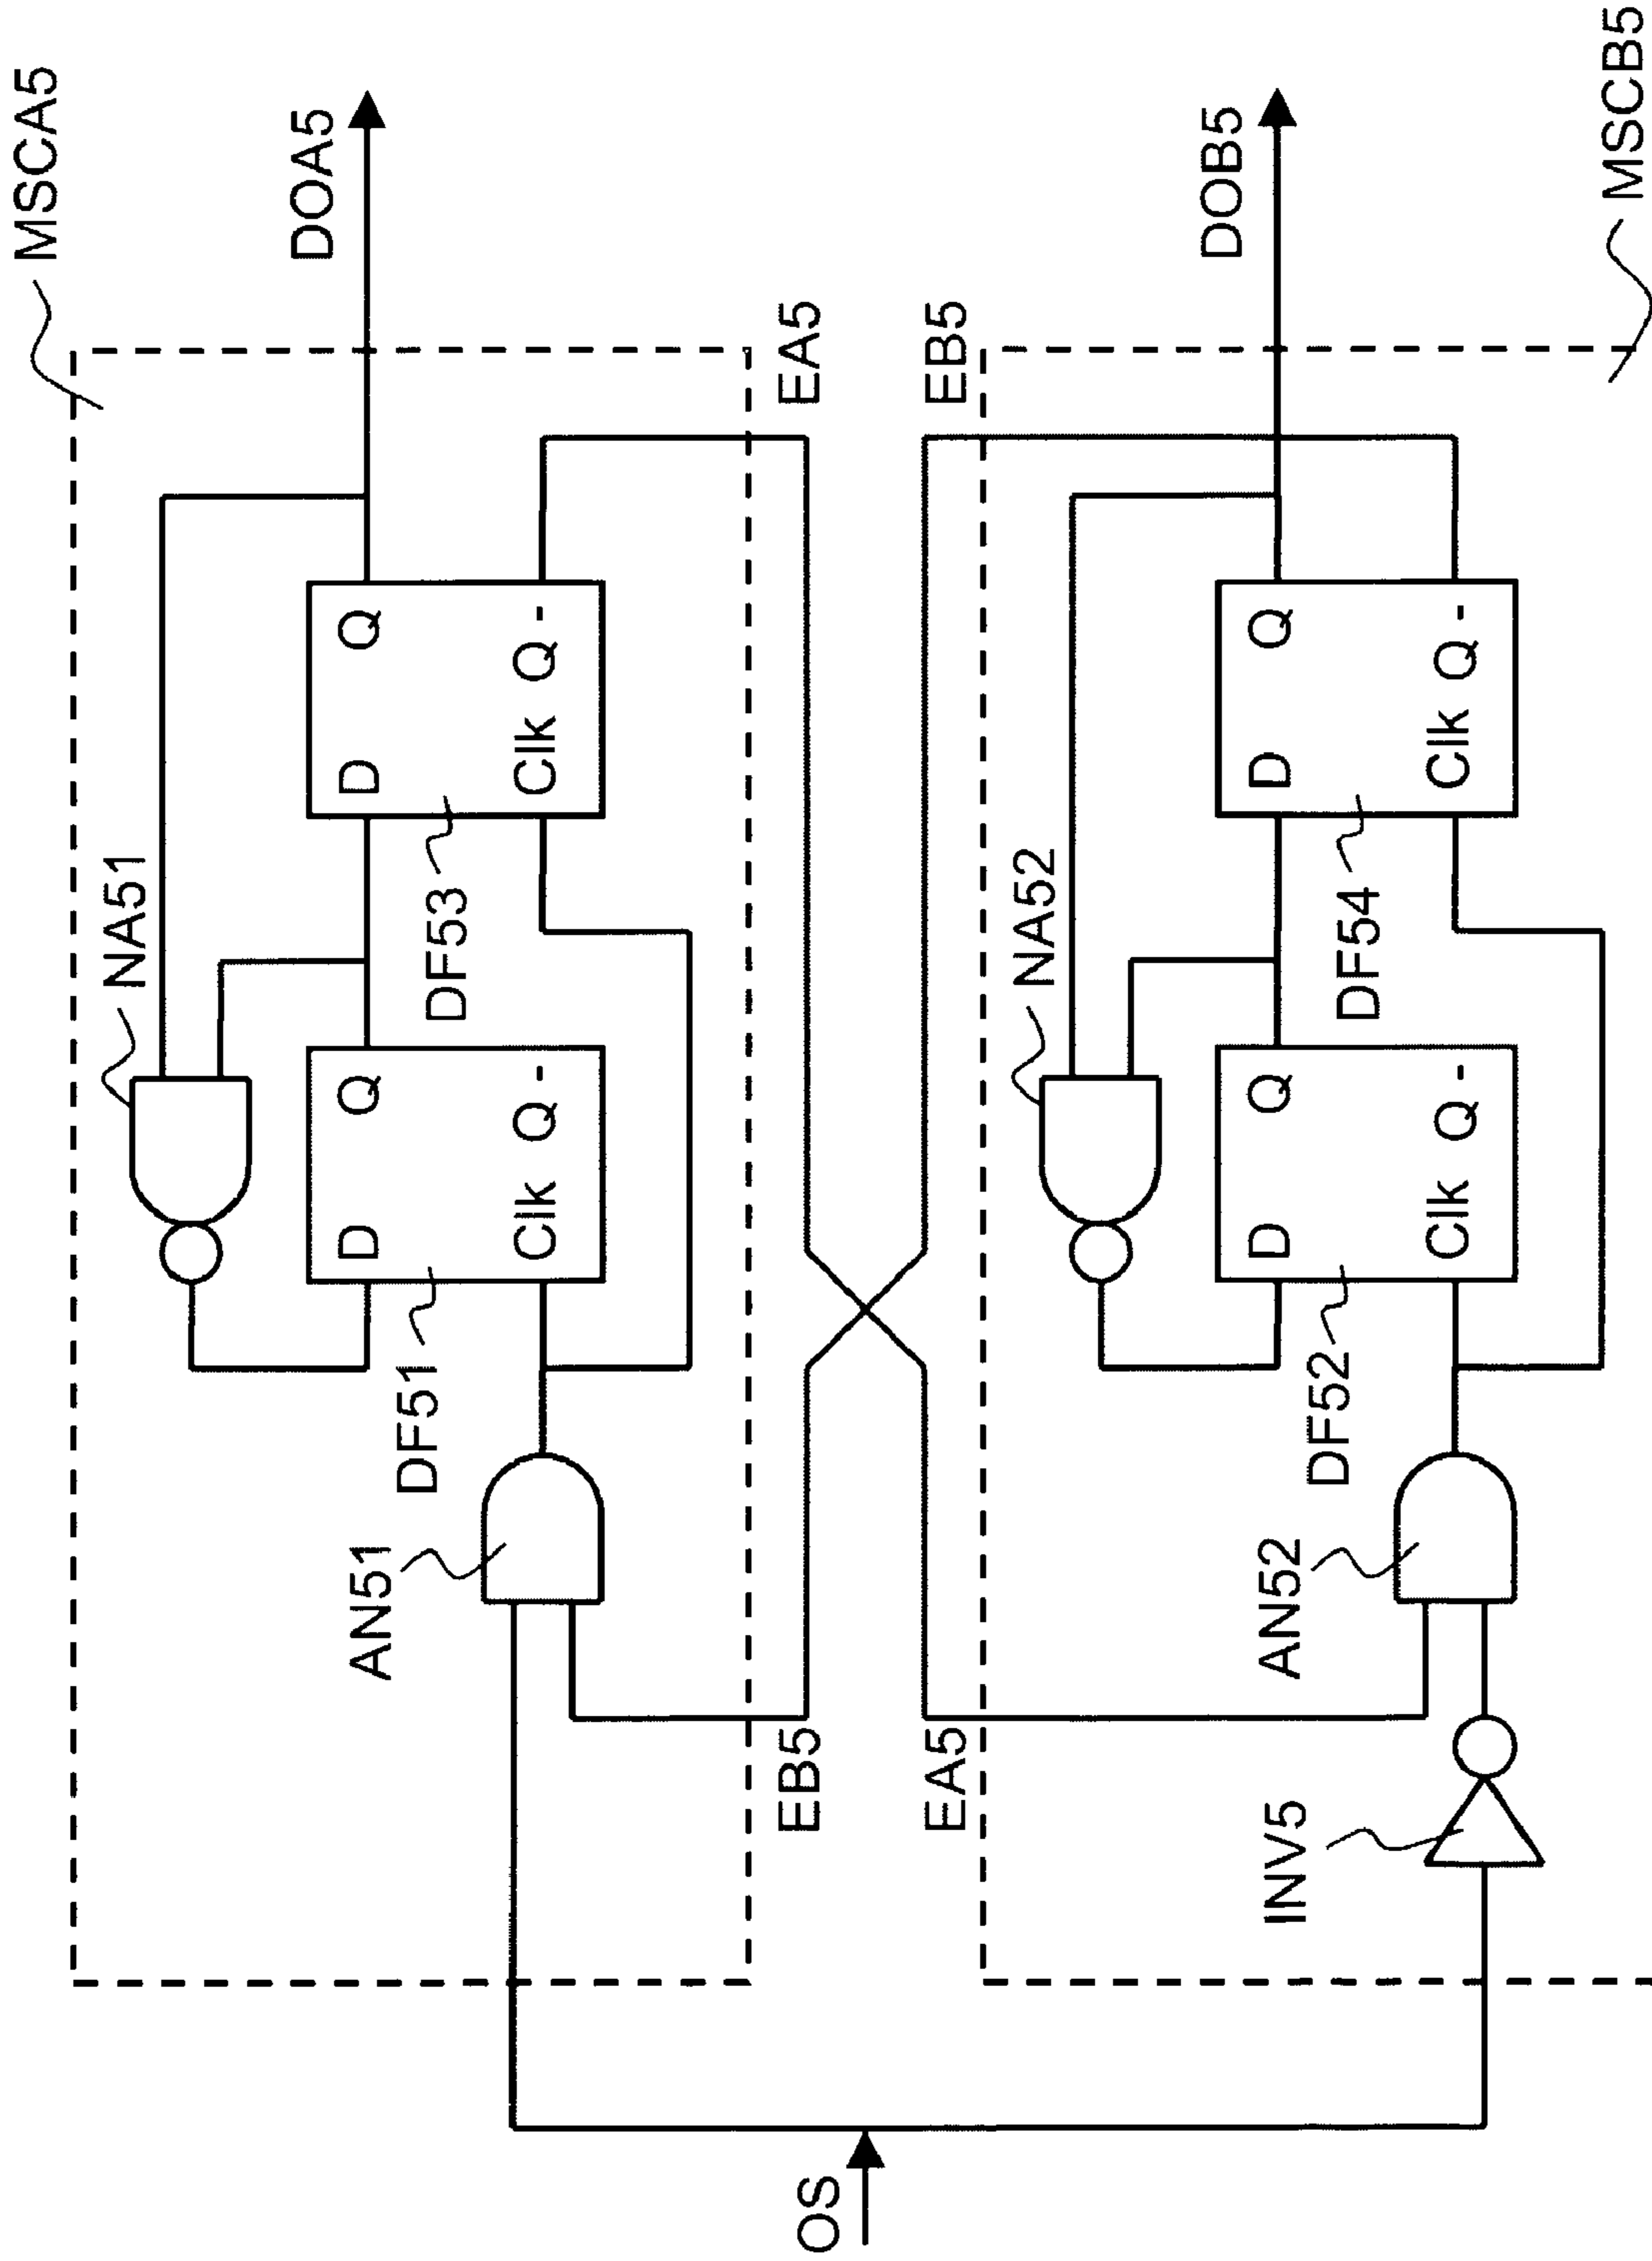 MSCA5
NA51
DOA5
D Q
D Q
DF51
DF53
AN51
Clk Q-
Clk Q-
EB5
EA5
OS
EA5
EB5
NA52
DOB5
D Q
D Q
DF52
DF54
AN52
INV5
Clk Q-
Clk Q-
MSCB5